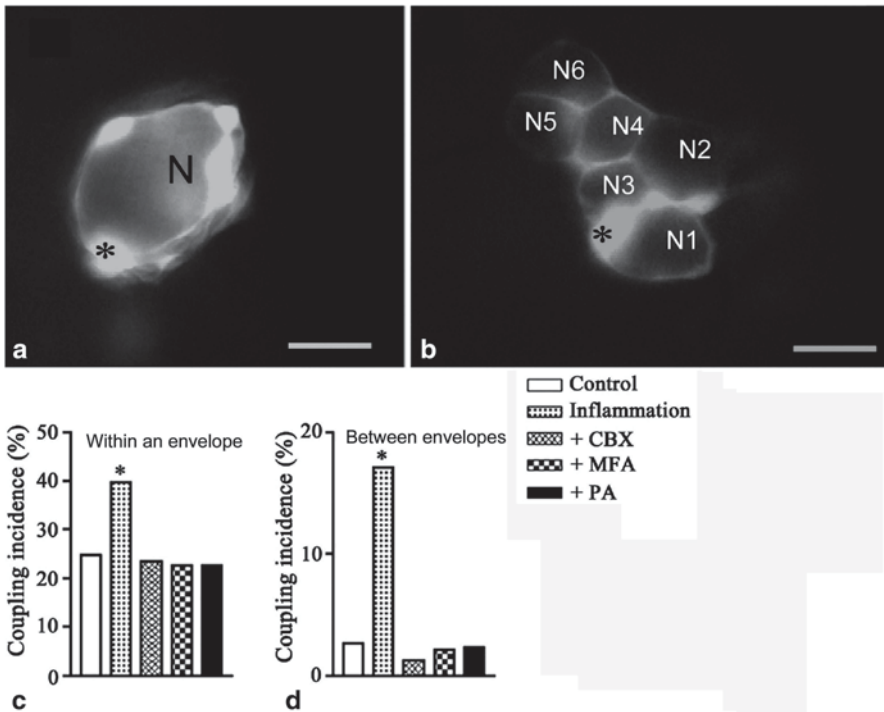 N
*
a
N6
N5
N4
N2
N3
*
N1
b
Control
Inflammation
+ CBX
+ MFA
+ PA
Coupling incidence (%)
50
40
30
20
10
0
Within an envelope
*
c
Coupling incidence (%)
20
10
0
Between envelopes
*
d